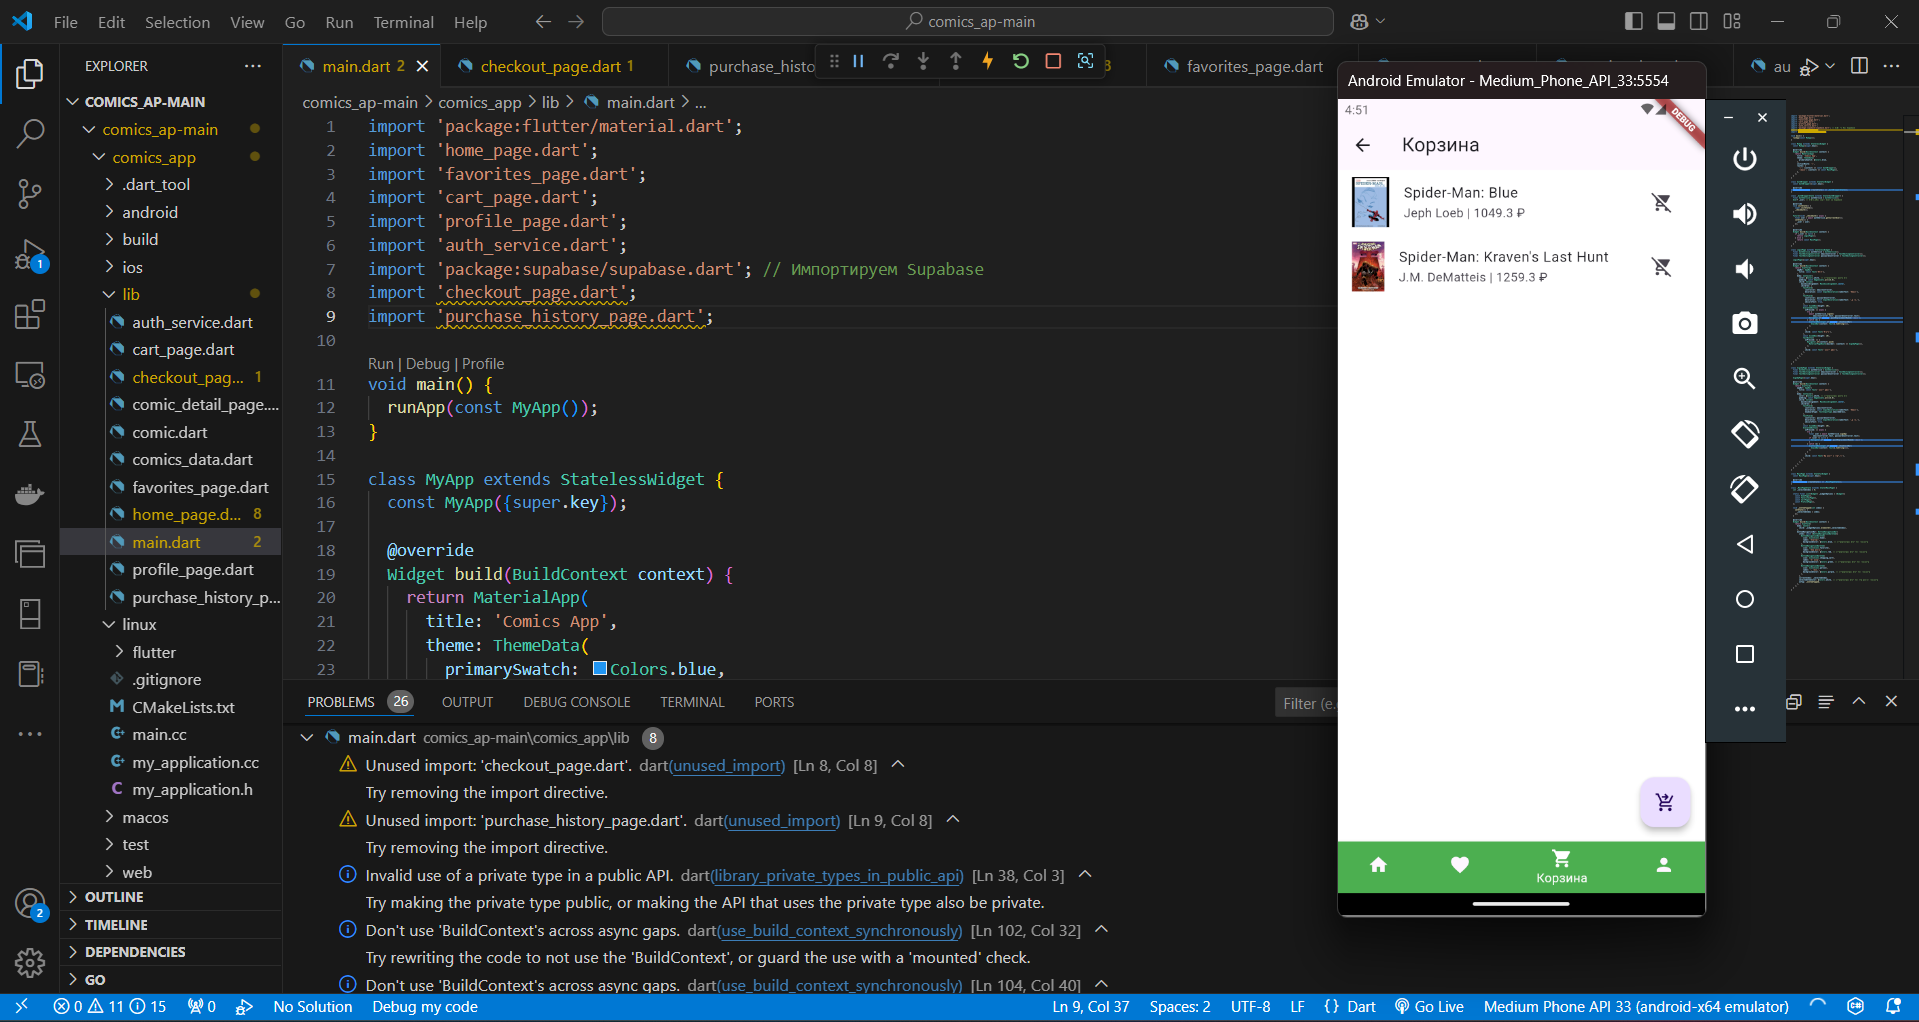 File Edit Selection View Go Run Terminal Help
comics_ap-main
EXPLORER
COMICS_AP-MAIN
comics_ap-main
comics_app
.dart_tool
android
build
ios
lib
auth_service.dart
cart_page.dart
checkout_pag... 1
comic_detail_page....
comic.dart
comics_data.dart
favorites_page.dart
home_page.d... 8
main.dart 2
profile_page.dart
purchase_history_p...
linux
flutter
.gitignore
CMakeLists.txt
main.cc
my_application.cc
my_application.h
macos
test
web
OUTLINE
TIMELINE
DEPENDENCIES
GO
1
2
main.dart 2
checkout_page.dart 1
purchase_histo
3
favorites_page.dart
au
comics_ap-main > comics_app > lib > main.dart > ...
1 import 'package:flutter/material.dart';
2 import 'home_page.dart';
3 import 'favorites_page.dart';
4 import 'cart_page.dart';
5 import 'profile_page.dart';
6 import 'auth_service.dart';
7 import 'package:supabase/supabase.dart'; // Импортируем Supabase
8 import 'checkout_page.dart';
9 import 'purchase_history_page.dart';
10
Run | Debug | Profile
11 void main() {
12 runApp(const MyApp());
13 }
14
15 class MyApp extends StatelessWidget {
16 const MyApp({super.key});
17
18 @override
19 Widget build(BuildContext context) {
20 return MaterialApp(
21 title: 'Comics App',
22 theme: ThemeData(
23 primarySwatch: Colors.blue,
PROBLEMS 26 OUTPUT DEBUG CONSOLE TERMINAL PORTS
Filter (e.
main.dart comics_ap-main\comics_app\lib 8
Unused import: 'checkout_page.dart'. dart(unused_import) [Ln 8, Col 8]
Try removing the import directive.
Unused import: 'purchase_history_page.dart'. dart(unused_import) [Ln 9, Col 8]
Try removing the import directive.
Invalid use of a private type in a public API. dart(library_private_types_in_public_api) [Ln 38, Col 3]
Try making the private type public, or making the API that uses the private type also be private.
Don't use 'BuildContext's across async gaps. dart(use_build_context_synchronously) [Ln 102, Col 32]
Try rewriting the code to not use the 'BuildContext', or guard the use with a 'mounted' check.
Don't use 'BuildContext's across async gaps. dart(use_build_context_synchronously) [Ln 104, Col 40]
Android Emulator - Medium_Phone_API_33:5554
4:51
DEBUG
Корзина
Spider-Man: Blue
Jeph Loeb | 1049.3 ₽
Spider-Man: Kraven's Last Hunt
J.M. DeMatteis | 1259.3 ₽
Корзина
0 11 15 0 No Solution Debug my code
Ln 9, Col 37 Spaces: 2 UTF-8 LF {} Dart Go Live Medium Phone API 33 (android-x64 emulator)